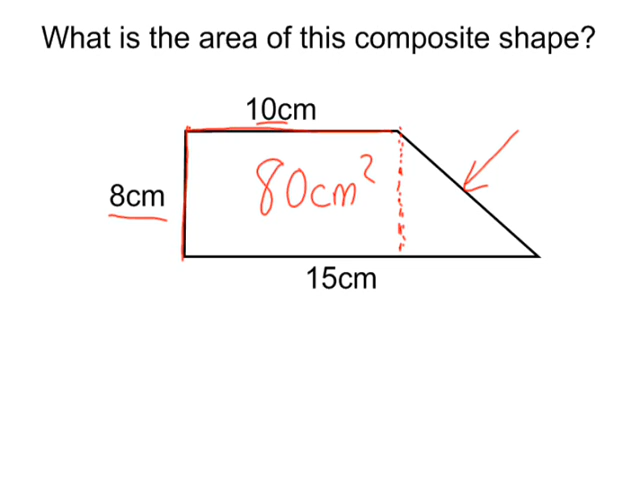 What is the area of this composite shape?
10cm
8cm
80cm²
15cm